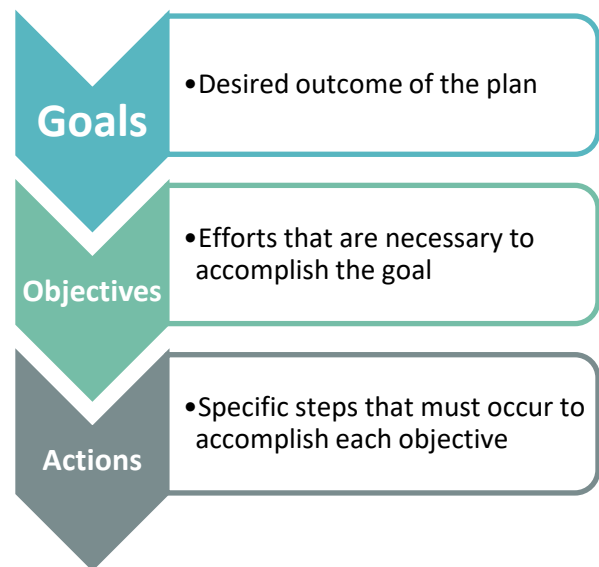 Goals
•Desired outcome of the plan
Objectives
•Efforts that are necessary to
accomplish the goal
Actions
•Specific steps that must occur to
accomplish each objective